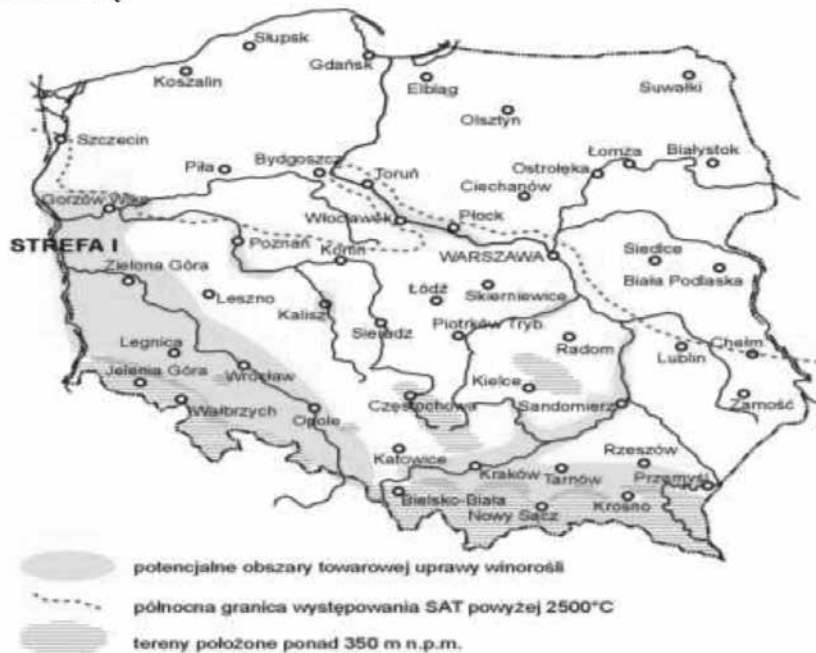 Słupsk
Gdańsk
Koszalin
Elbląg
Suwałki
Olsztyn
Szczecin
Piła
Bydgoszcz
Toruń
Ostrołęka
Łomża
Białystok
Ciechanów
Gorzów Wlkp
Włocławek
Płock
STREFA I
Poznań
Konin
WARSZAWA
Siedlce
Biała Podlaska
Zielona Góra
Leszno
Kalisz
Łódź
Skierniewice
Sieradz
Piotrków Tryb.
Radom
Lublin
Chełm
Legnica
Jelenia Góra
Wrocław
Kielce
Wałbrzych
Opole
Częstochowa
Sandomierz
Zamość
Katowice
Kraków
Tarnów
Rzeszów
Przemyśl
Bielsko-Biała
Nowy Sącz
Krosno
potencjalne obszary towarowej uprawy winorośli
północna granica występowania SAT powyżej 2500°C
tereny położone ponad 350 m n.p.m.